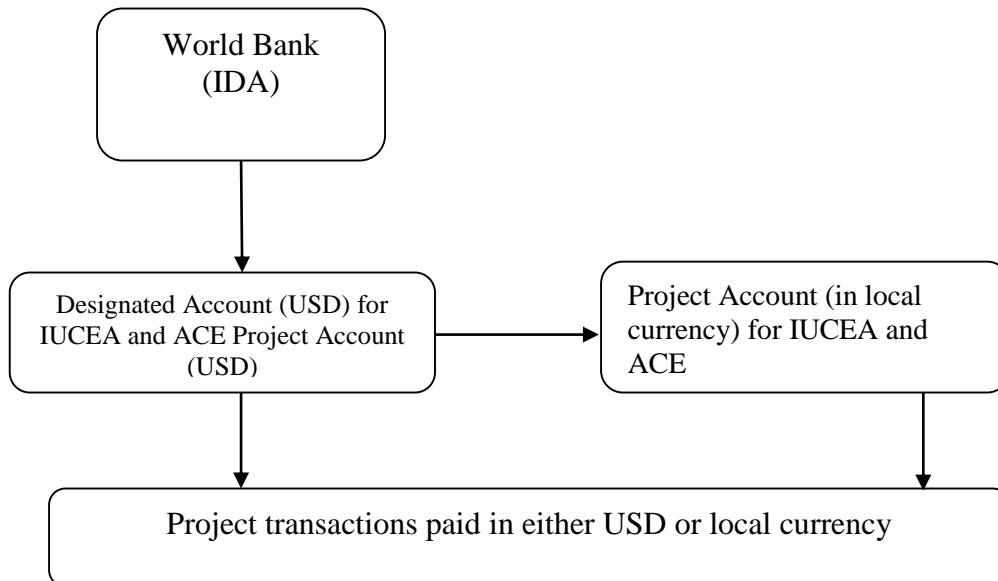 World Bank
(IDA)
Designated Account (USD) for
IUCEA and ACE Project Account
(USD)
Project Account (in local
currency) for IUCEA and
ACE
Project transactions paid in either USD or local currency